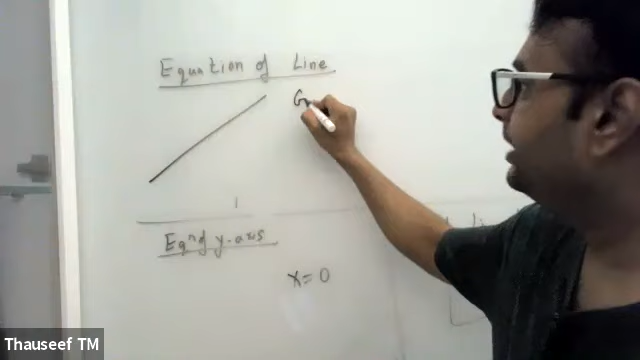 Equation of Line
G
Eqⁿ of y-axis
x = 0
Thauseef TM